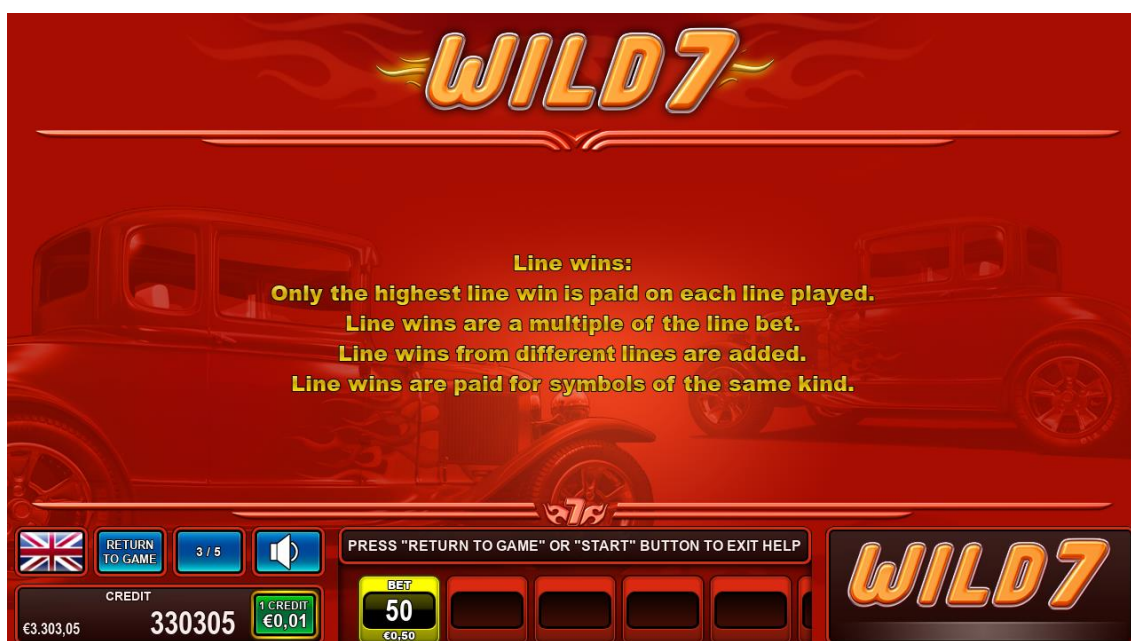 WILD7
Line wins:
Only the highest line win is paid on each line played.
Line wins are a multiple of the line bet.
Line wins from different lines are added.
Line wins are paid for symbols of the same kind.
7
RETURN
TO GAME
3 / 5
PRESS "RETURN TO GAME" OR "START" BUTTON TO EXIT HELP
CREDIT
€3.303,05
330305
1 CREDIT
€0,01
BET
50
€0,50
WILD7